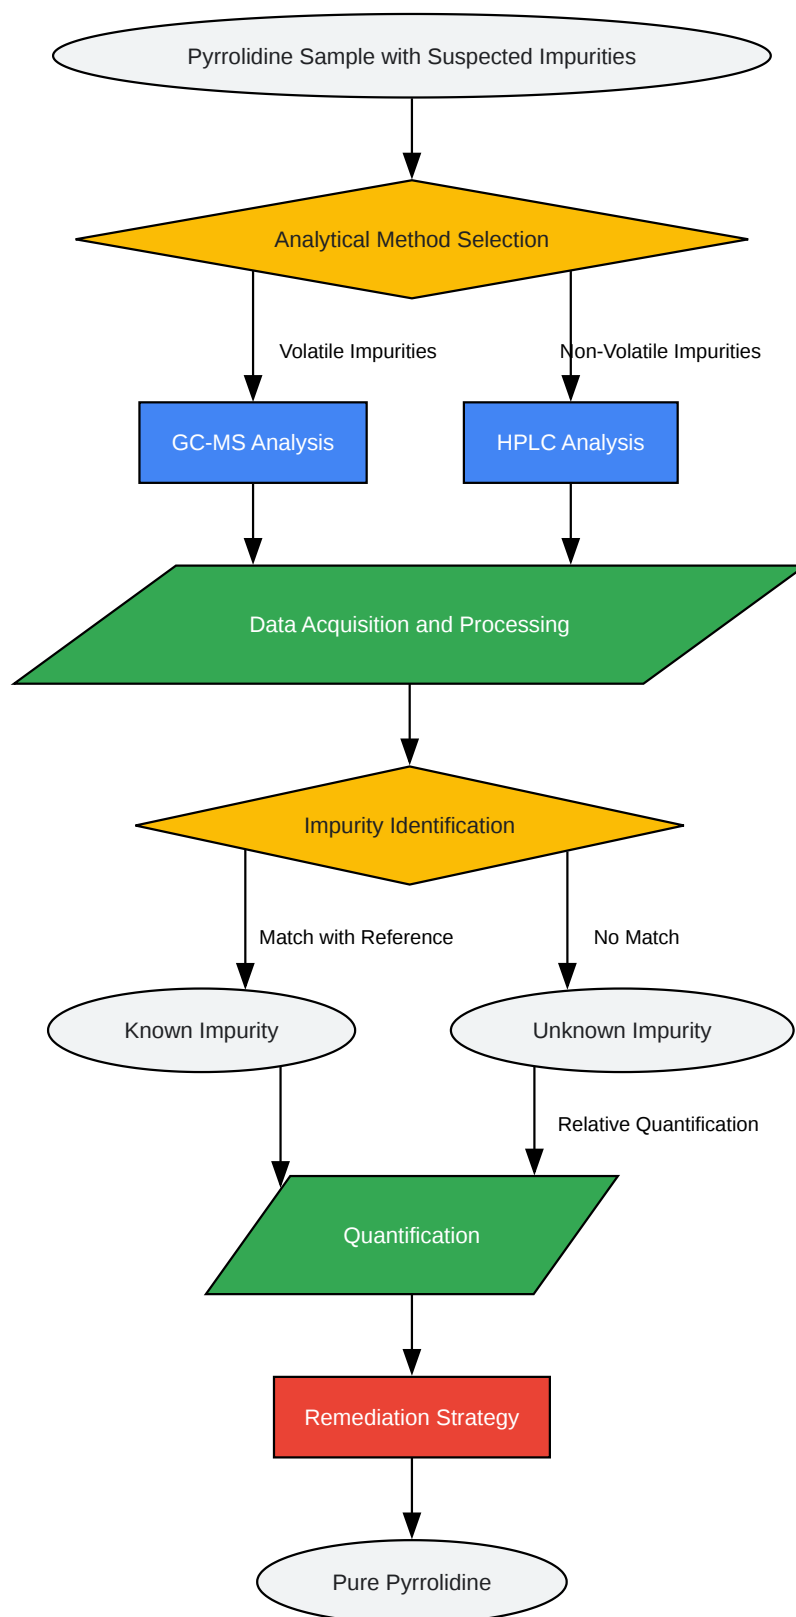 Pyrrolidine Sample with Suspected Impurities
Analytical Method Selection
Volatile Impurities
Non-Volatile Impurities
GC-MS Analysis
HPLC Analysis
Data Acquisition and Processing
Impurity Identification
Match with Reference
No Match
Known Impurity
Unknown Impurity
Relative Quantification
Quantification
Remediation Strategy
Pure Pyrrolidine